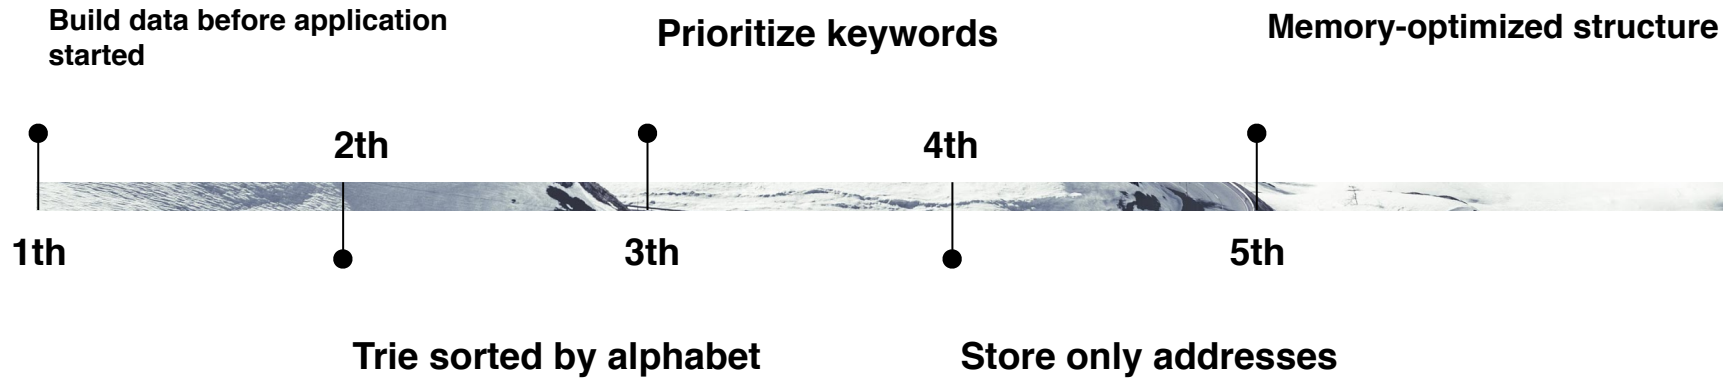 Build data before application
started
Prioritize keywords
Memory-optimized structure
2th
4th
1th
3th
5th
Trie sorted by alphabet
Store only addresses